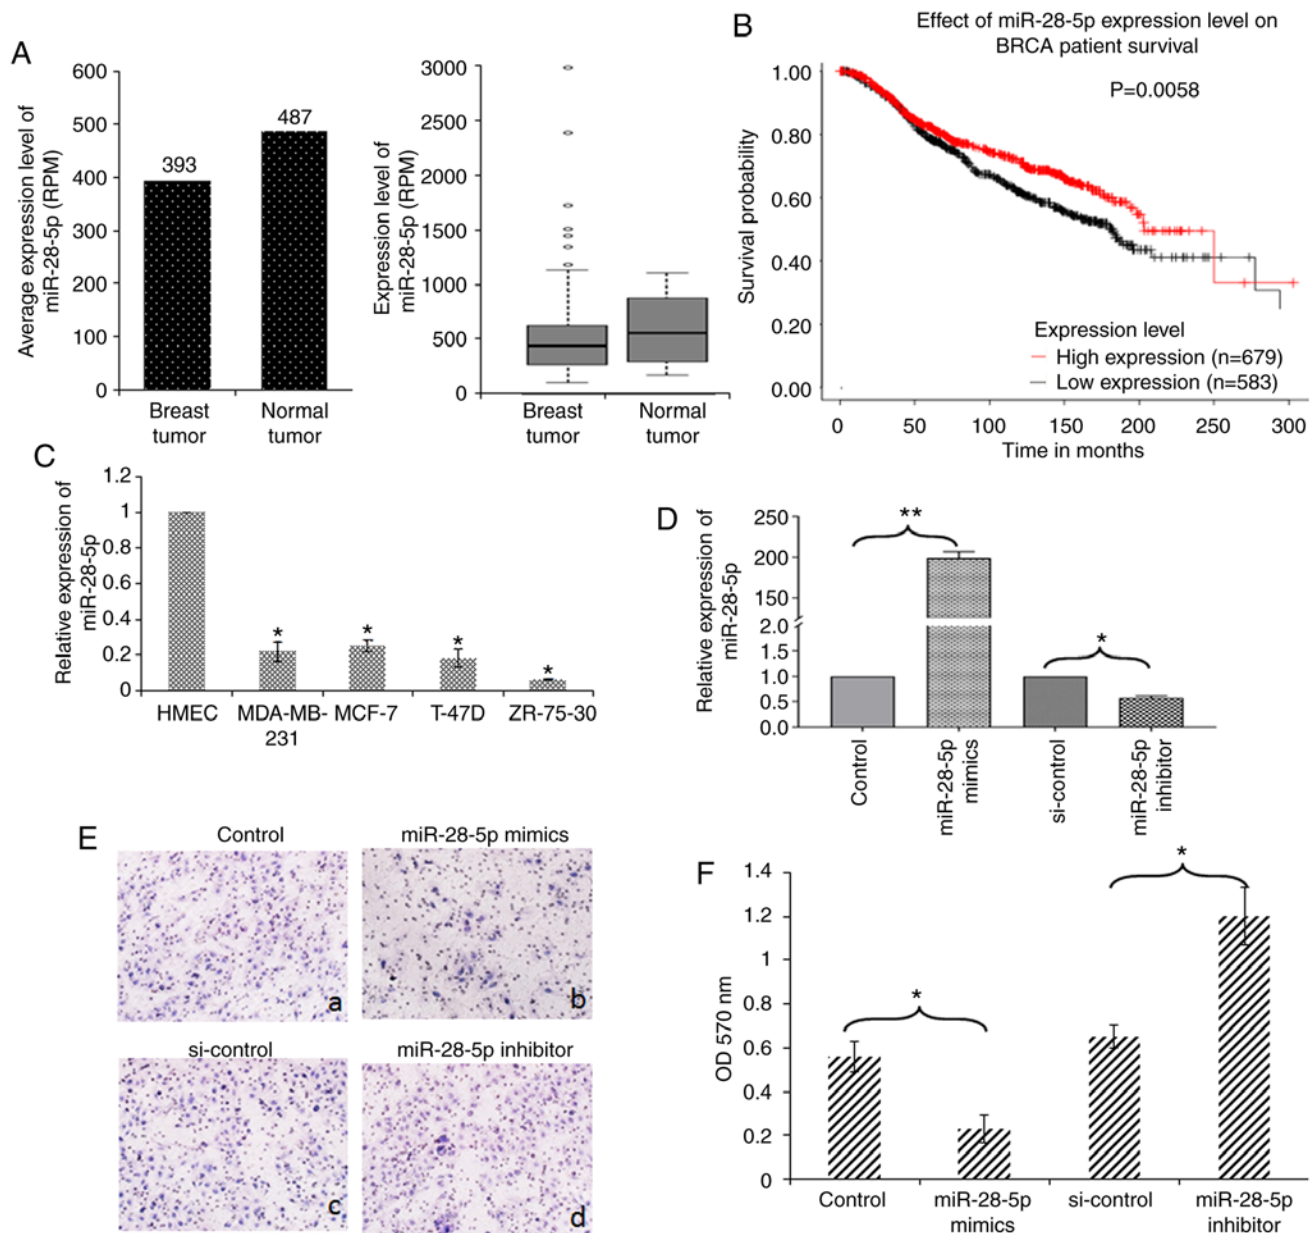 A
Average expression level of
miR-28-5p (RPM)
600
500
400
300
200
100
0
393
487
Breast
tumor
Normal
tumor
Expression level of
miR-28-5p (RPM)
3000
2500
2000
1500
1000
500
0
Breast
tumor
Normal
tumor
B
Effect of miR-28-5p expression level on
BRCA patient survival
P=0.0058
Survival probability
1.00
0.80
0.60
0.40
0.20
0.00
Expression level
High expression (n=679)
Low expression (n=583)
0 50 100 150 200 250 300
Time in months
C
Relative expression of
miR-28-5p
1.2
1
0.8
0.6
0.4
0.2
0
* * * *
HMEC MDA-MB- MCF-7 T-47D ZR-75-30
231
D
Relative expression of
miR-28-5p
250
200
150
2.0
1.0
0.5
0.0
**
*
Control
miR-28-5p
mimics
si-control
miR-28-5p
inhibitor
E
Control
miR-28-5p mimics
a
b
si-control
miR-28-5p inhibitor
c
d
F
OD 570 nm
1.4
1.2
1
0.8
0.6
0.4
0.2
0
*
*
Control miR-28-5p si-control miR-28-5p
mimics inhibitor